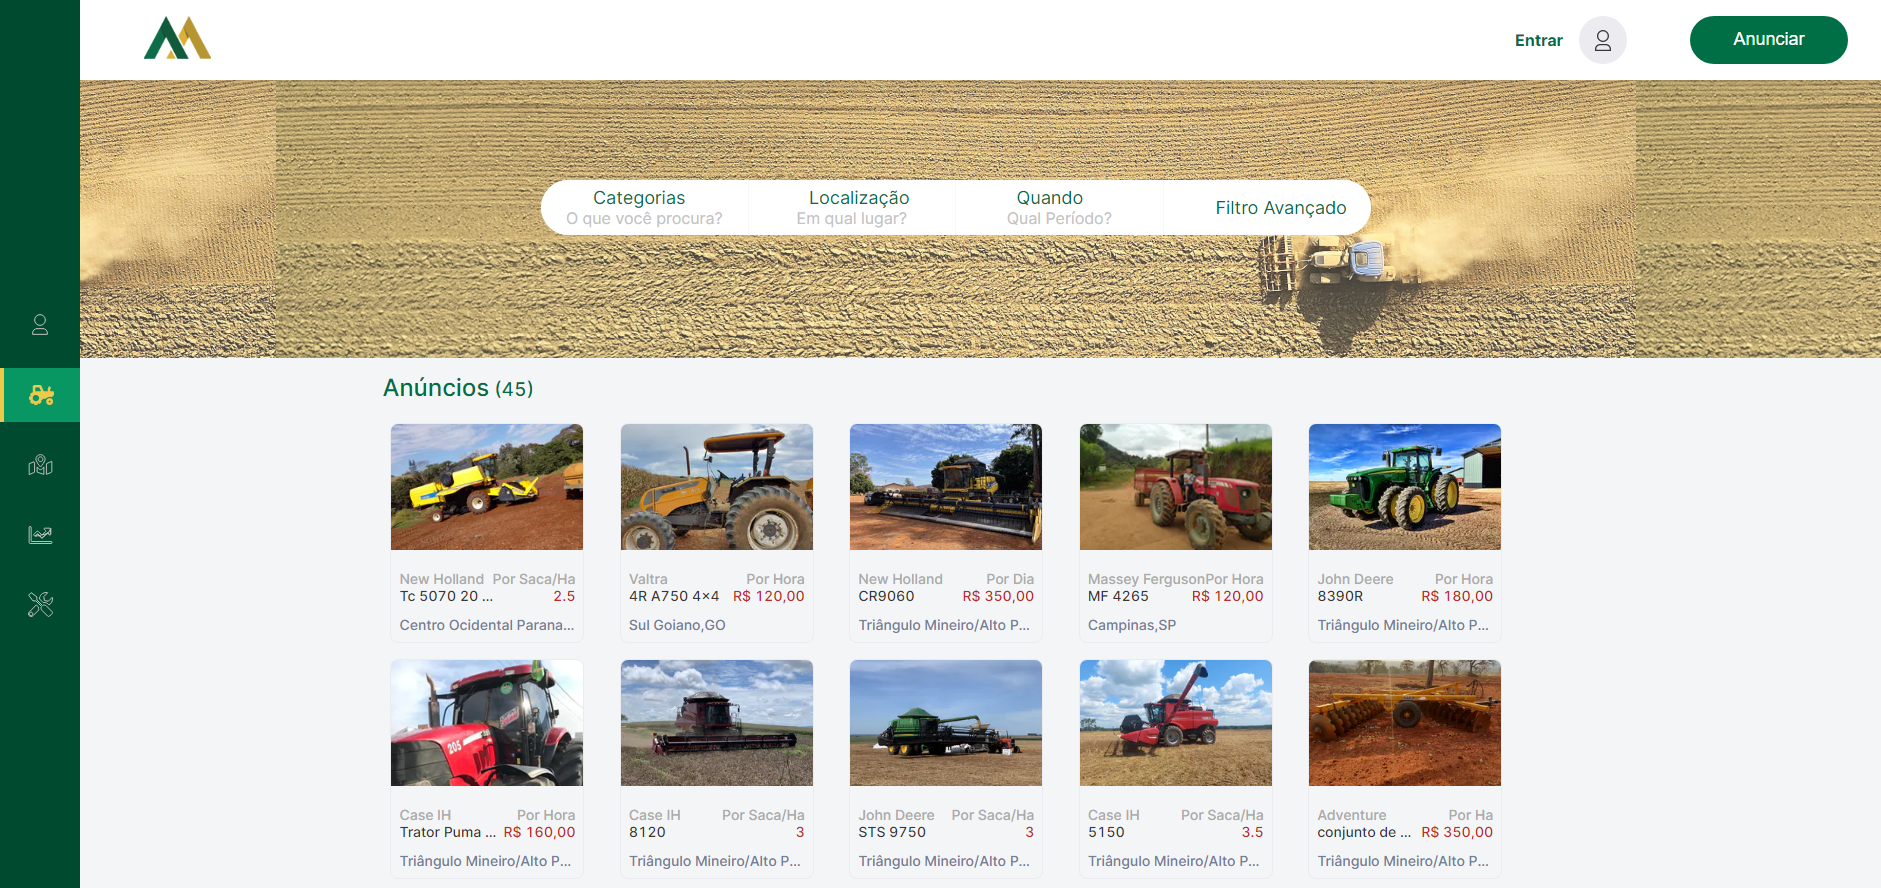 Entrar
Anunciar
Categorias
O que você procura?
Localização
Em qual lugar?
Quando
Qual Período?
Filtro Avançado
Anúncios (45)
New Holland Por Saca/Ha
Tc 5070 20 ... 2.5
Centro Ocidental Parana...
Valtra Por Hora
4R A750 4x4 R$ 120,00
Sul Goiano,GO
New Holland Por Dia
CR9060 R$ 350,00
Triângulo Mineiro/Alto P...
Massey Ferguson Por Hora
MF 4265 R$ 120,00
Campinas,SP
John Deere Por Hora
8390R R$ 180,00
Triângulo Mineiro/Alto P...
205
Case IH Por Hora
Trator Puma ... R$ 160,00
Triângulo Mineiro/Alto P...
Case IH Por Saca/Ha
8120 3
Triângulo Mineiro/Alto P...
John Deere Por Saca/Ha
STS 9750 3
Triângulo Mineiro/Alto P...
Case IH Por Saca/Ha
5150 3.5
Triângulo Mineiro/Alto P...
Adventure Por Ha
conjunto de ... R$ 350,00
Triângulo Mineiro/Alto P...